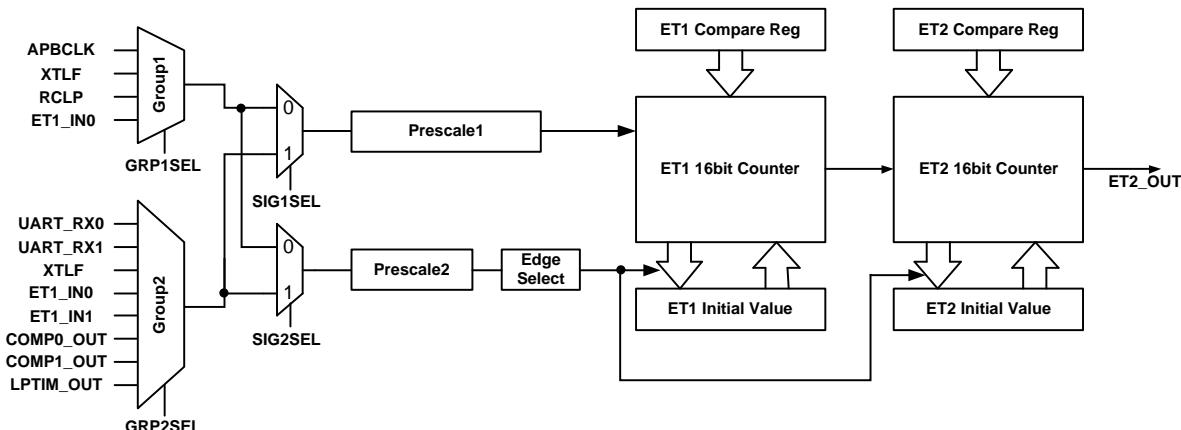 ET1 Compare Reg
ET2 Compare Reg
APBCLK
XTLF
RCLP
ET1_IN0
Group1
GRP1SEL
0
1
SIG1SEL
Prescale1
ET1 16bit Counter
ET2 16bit Counter
ET2_OUT
UART_RX0
UART_RX1
XTLF
ET1_IN0
ET1_IN1
COMP0_OUT
COMP1_OUT
LPTIM_OUT
Group2
GRP2SEL
0
1
SIG2SEL
Prescale2
Edge
Select
ET1 Initial Value
ET2 Initial Value